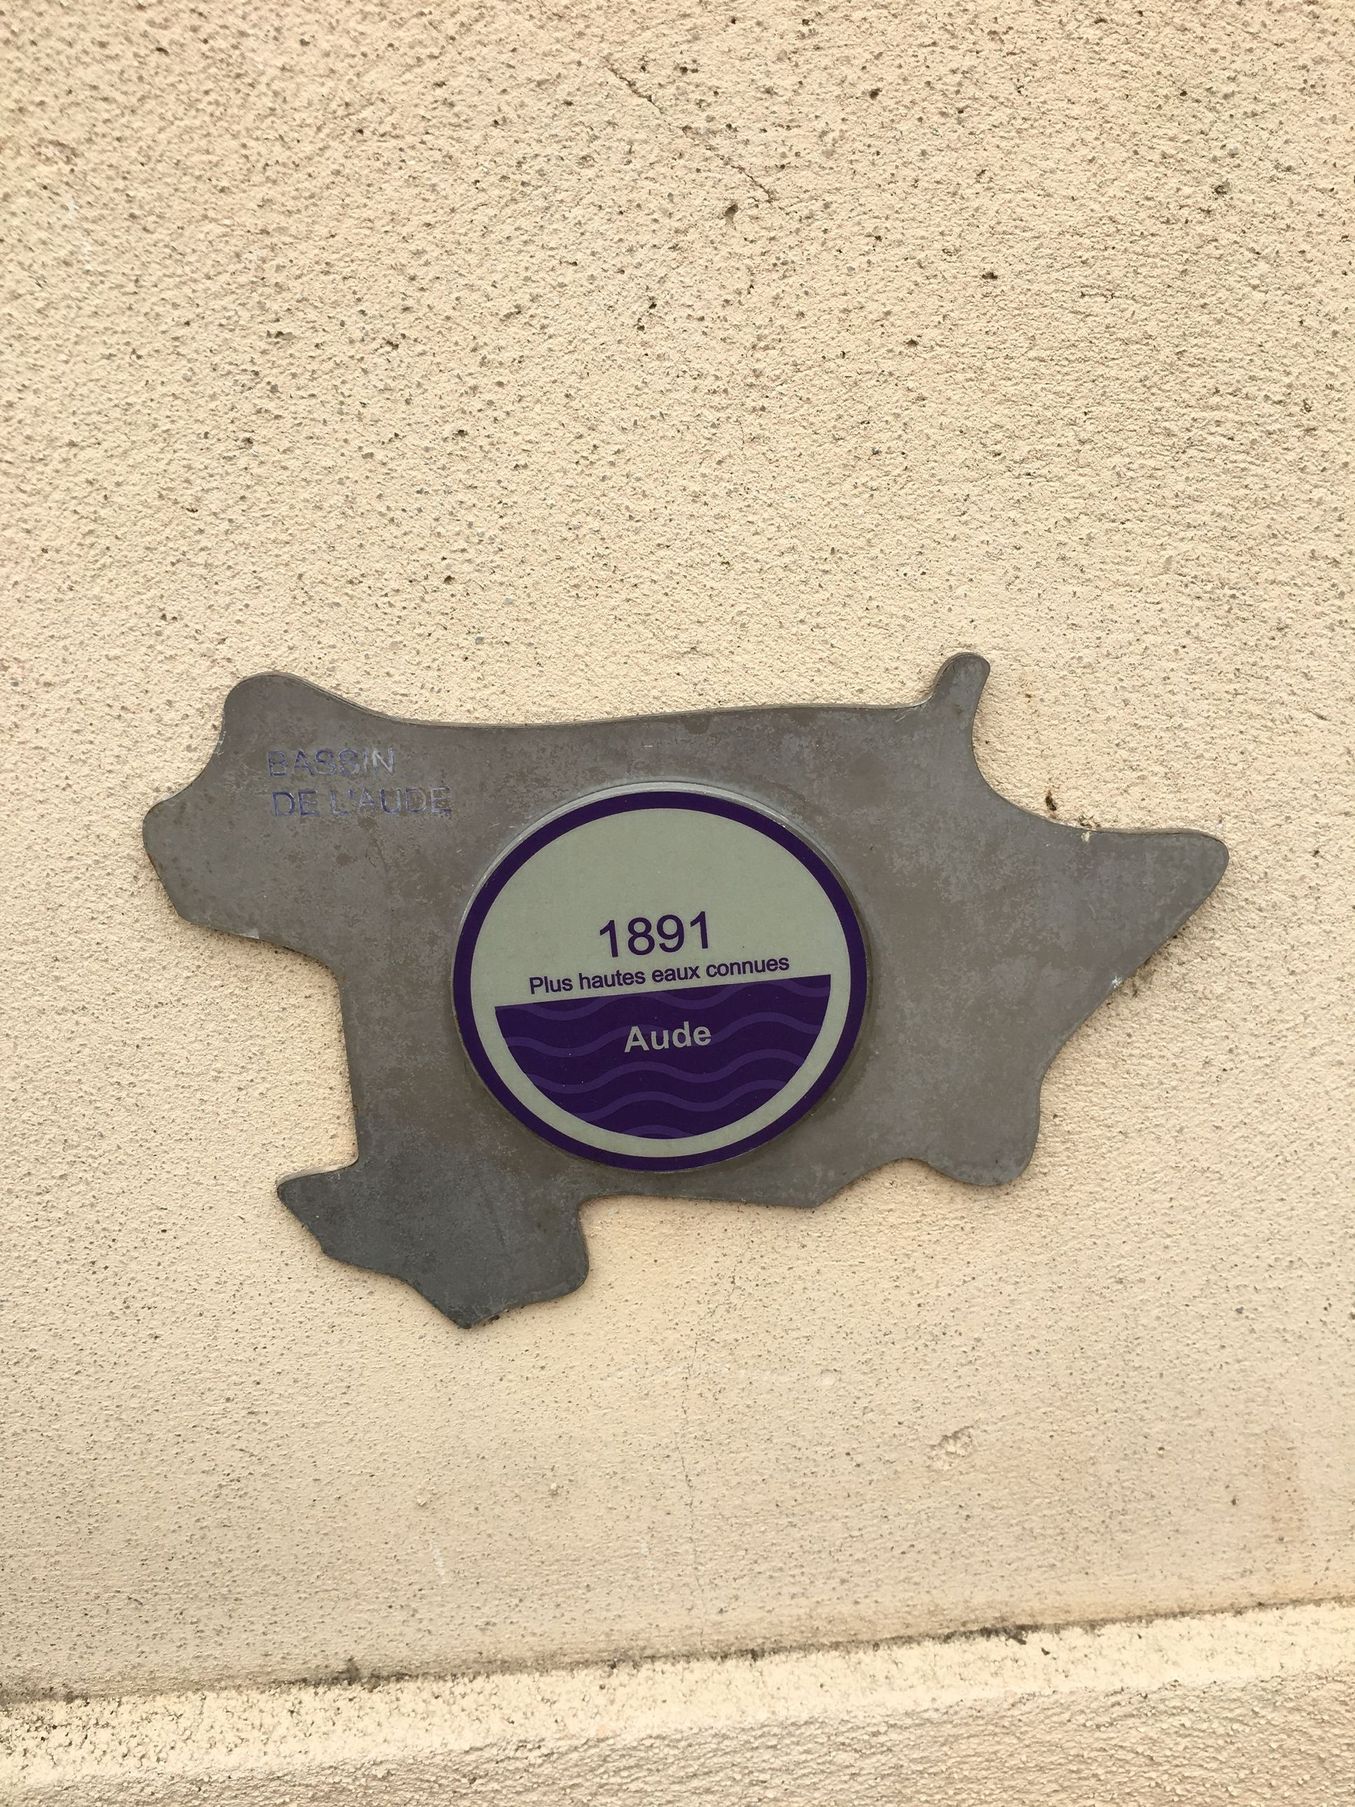 BASSIN
DE L'AUDE
1891
Plus hautes eaux connues
Aude